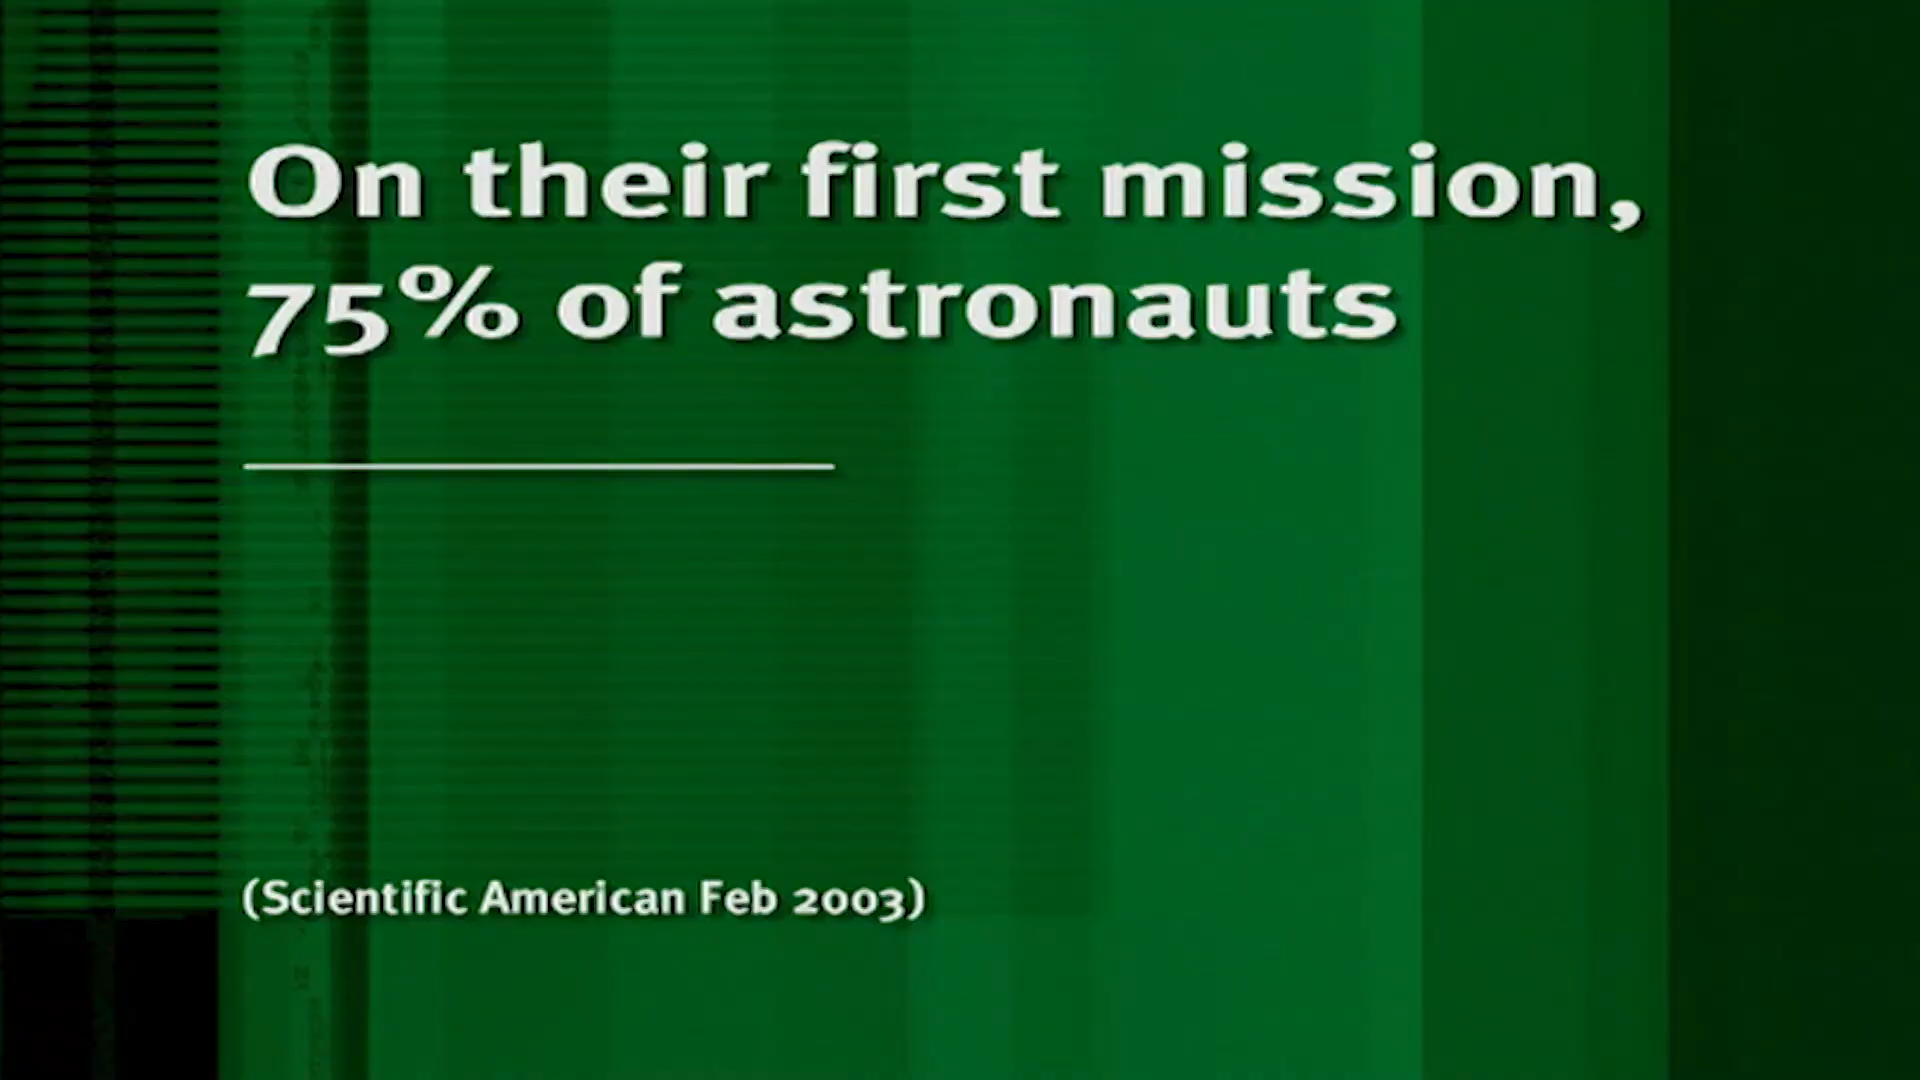 On their first mission,
75% of astronauts
(Scientific American Feb 2003)